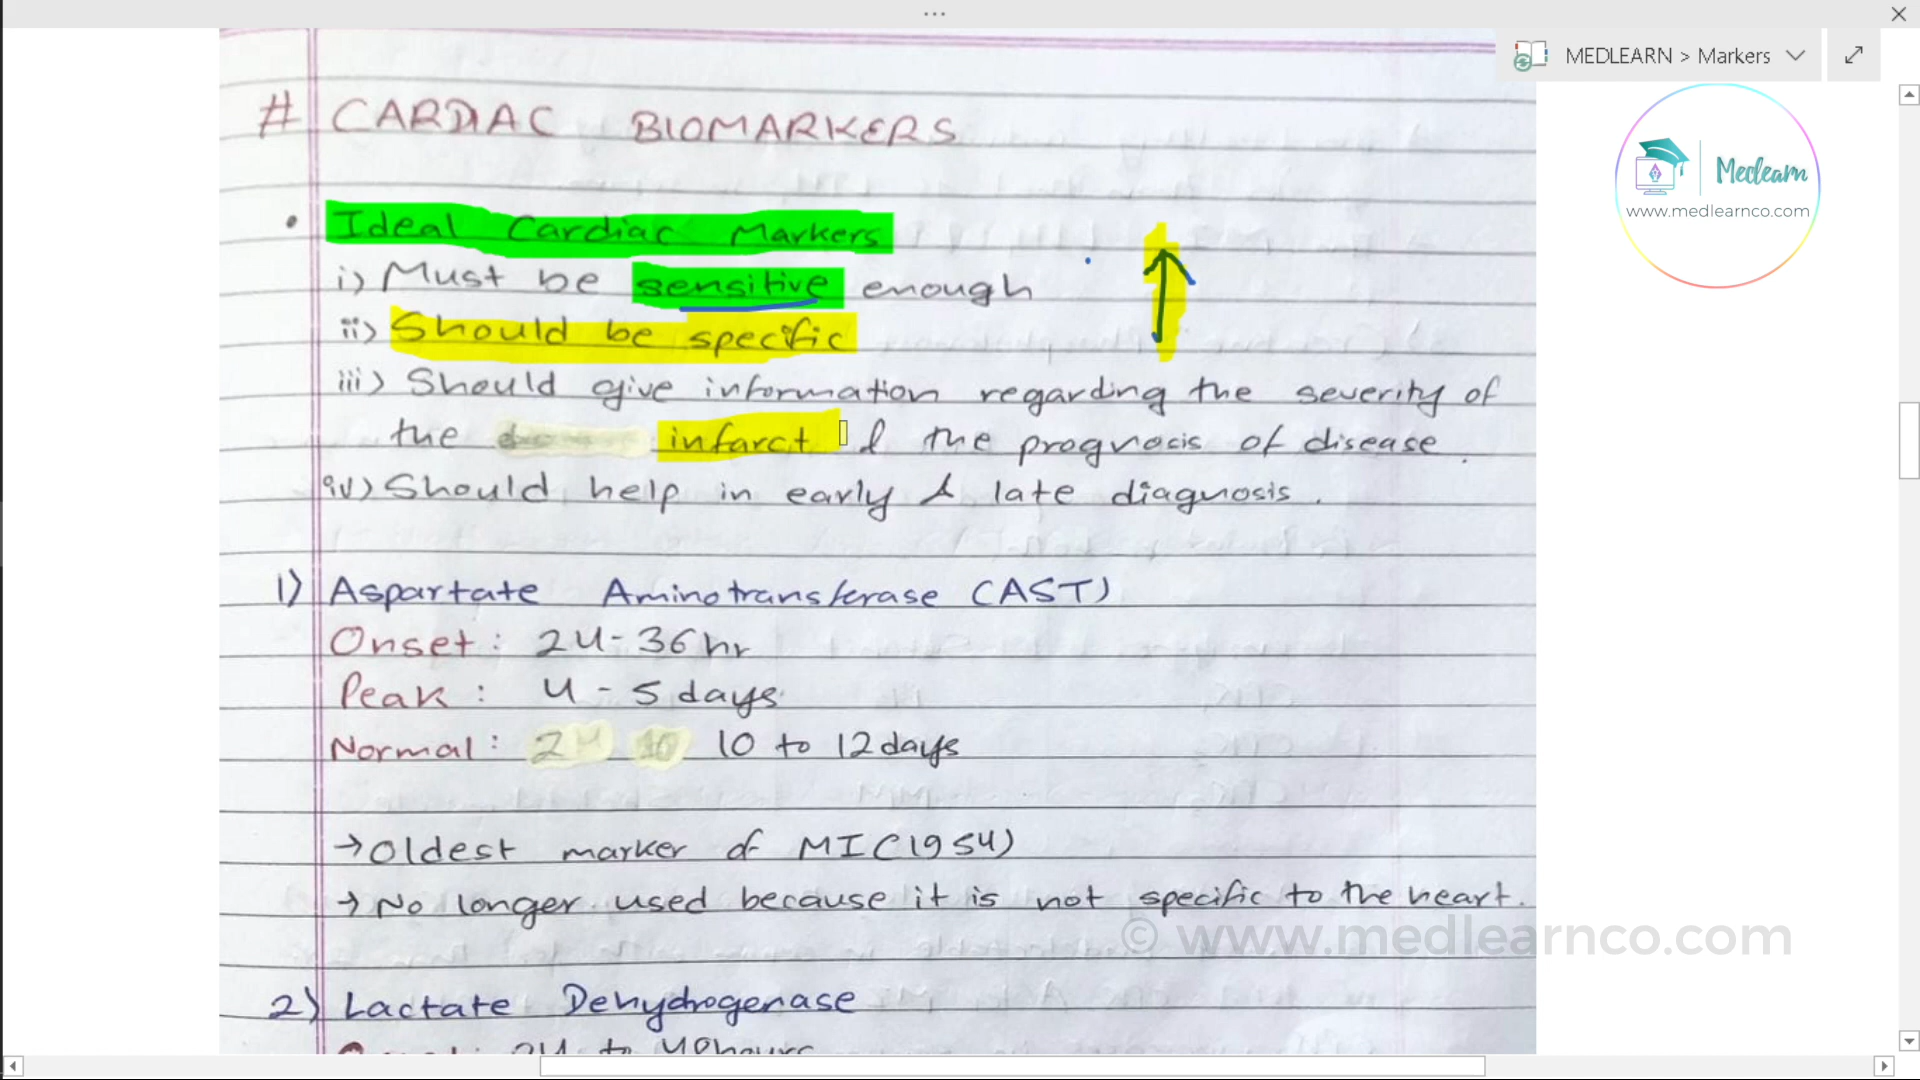 ...
MEDLEARN > Markers
# CARDIAC BIOMARKERS
Medlearn
www.medlearnco.com
• Ideal Cardiac Markers
i) Must be sensitive enough
ii) Should be specific
iii) Should give information regarding the severity of
the infarct & the prognosis of disease.
iv) Should help in early & late diagnosis.
1) Aspartate Aminotransferase (AST)
Onset: 24-36hr
Peak: 4-5 days
Normal: 10 to 12 days
→ Oldest marker of MI (1954)
→ No longer used because it is not specific to the heart.
© www.medlearnco.com
2) Lactate Dehydrogenase